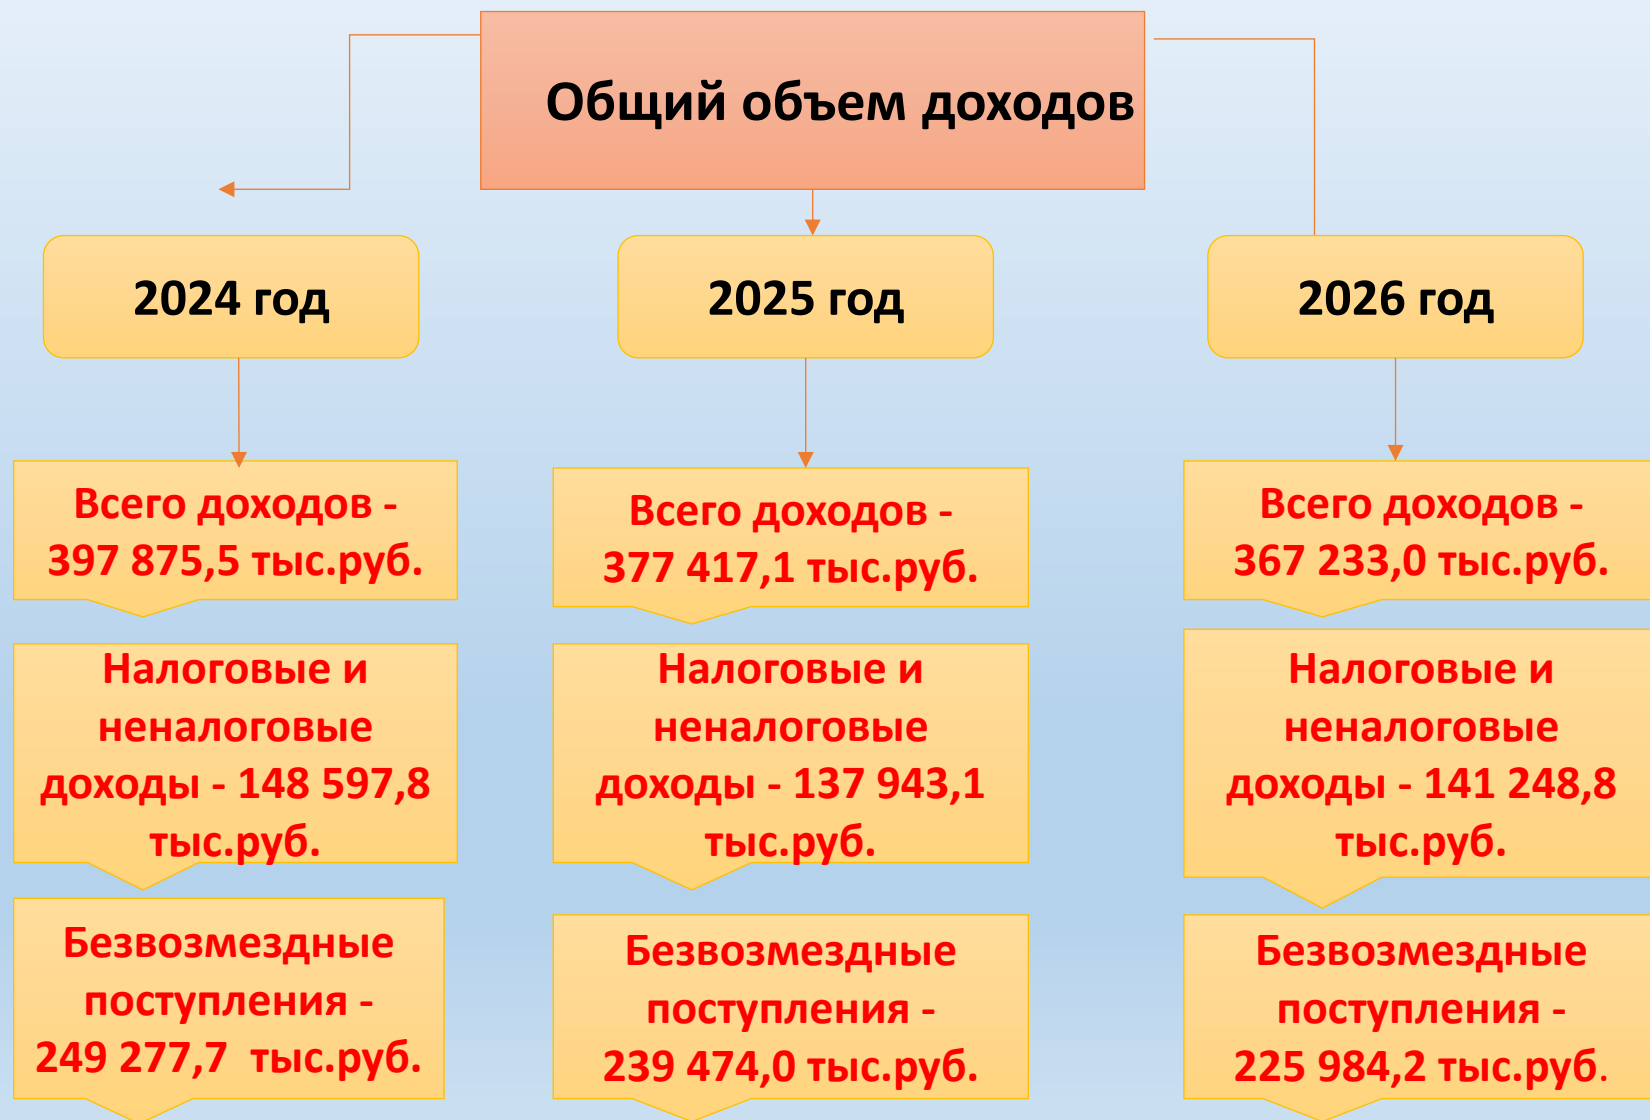 Общий объем доходов
2024 год
2025 год
2026 год
Всего доходов -
397 875,5 тыс.руб.
Налоговые и
неналоговые
доходы - 148 597,8
тыс.руб.
Безвозмездные
поступления -
249 277,7 тыс.руб.
Всего доходов -
377 417,1 тыс.руб.
Налоговые и
неналоговые
доходы - 137 943,1
тыс.руб.
Безвозмездные
поступления -
239 474,0 тыс.руб.
Всего доходов -
367 233,0 тыс.руб.
Налоговые и
неналоговые
доходы - 141 248,8
тыс.руб.
Безвозмездные
поступления -
225 984,2 тыс.руб.